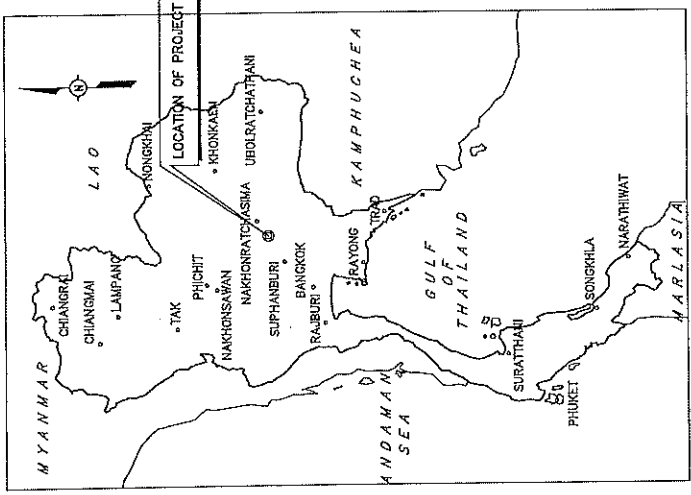 MYANMAR
LAO
CHIANGRAI
CHIANGMAI
LAMPANG
NONGKHAI
LOCATION OF PROJECT
TAK
PHICHIT
KHONKAEN
NAKHONSAWAN
NAKHONRATCHASIMA
UBOLRATCHATHANI
SUPHANBURI
BANGKOK
RAJBURI
KAMPHUCHEA
RAYONG
TRAD
GULF
OF
THAILAND
ANDAMAN
SEA
SURATTHANI
PHUKET
SONGKHLA
NARATHIWAT
MARLASIA
N